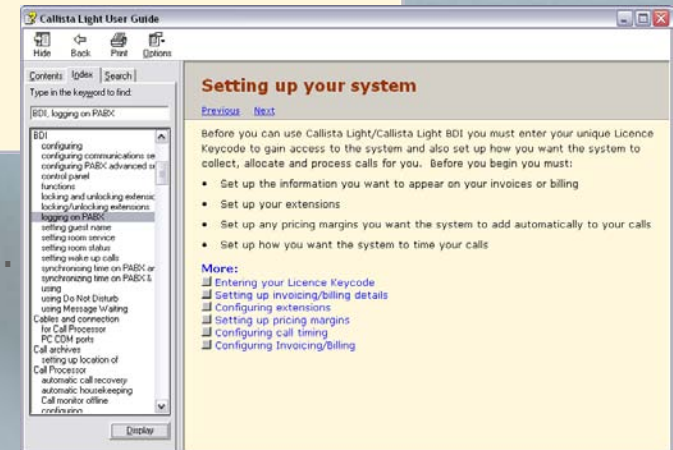 Callista Light User Guide
Hide Back Print Options
Contents Index Search
Type in the keyword to find:
BDI, logging on PABX
BDI
configuring
configuring communications se
configuring PABX advanced se
control panel
functions
locking and unlocking extensic
locking/unlocking extensions
logging on PABX
setting guest name
setting room service
setting room status
setting wake up calls
synchronising time on PABX ar
synchronizing time on PABX &
using
using Do Not Disturb
using Message Waiting
Cables and connection
for Call Processor
PC COM ports
Call archives
setting up location of
Call Processor
automatic call recovery
automatic housekeeping
Call monitor offline
configuring
Display
Setting up your system
Previous Next
Before you can use Callista Light/Callista Light BDI you must enter your unique Licence
Keycode to gain access to the system and also set up how you want the system to
collect, allocate and process calls for you. Before you begin you must:
• Set up the information you want to appear on your invoices or billing
• Set up your extensions
• Set up any pricing margins you want the system to add automatically to your calls
• Set up how you want the system to time your calls
More:
Entering your Licence Keycode
Setting up invoicing/billing details
Configuring extensions
Setting up pricing margins
Configuring call timing
Configuring Invoicing/Billing